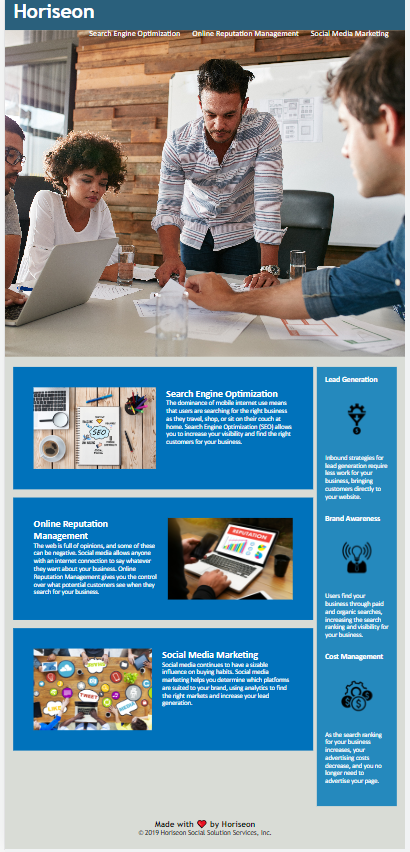 Horiseon
Search Engine Optimization Online Reputation Management Social Media Marketing
Search Engine Optimization
The dominance of mobile internet use means
that users are searching for the right business
as they travel, shop, or sit on their couch at
home. Search Engine Optimization (SEO) allows
you to increase your visibility and find the right
customers for your business.
SEO
Online Reputation
Management
The web is full of opinions, and some of these
can be negative. Social media allows anyone
with an internet connection to say whatever
they want about your business. Online
Reputation Management gives you the control
over what potential customers see when they
search for your business.
REPUTATION
Social Media Marketing
Social media continues to have a sizable
influence on buying habits. Social media
marketing helps you determine which platforms
are suited to your brand, using analytics to find
the right markets and increase your lead
generation.
TWEET
LIKE
MEDIA
Lead Generation
Inbound strategies for
lead generation require
less work for your
business, bringing
customers directly to
your website.
Brand Awareness
Users find your
business through paid
and organic searches,
increasing the search
ranking and visibility for
your business.
Cost Management
As the search ranking
for your business
increases, your
advertising costs
decrease, and you no
longer need to
advertise your page.
Made with ❤️ by Horiseon
© 2019 Horiseon Social Solution Services, Inc.